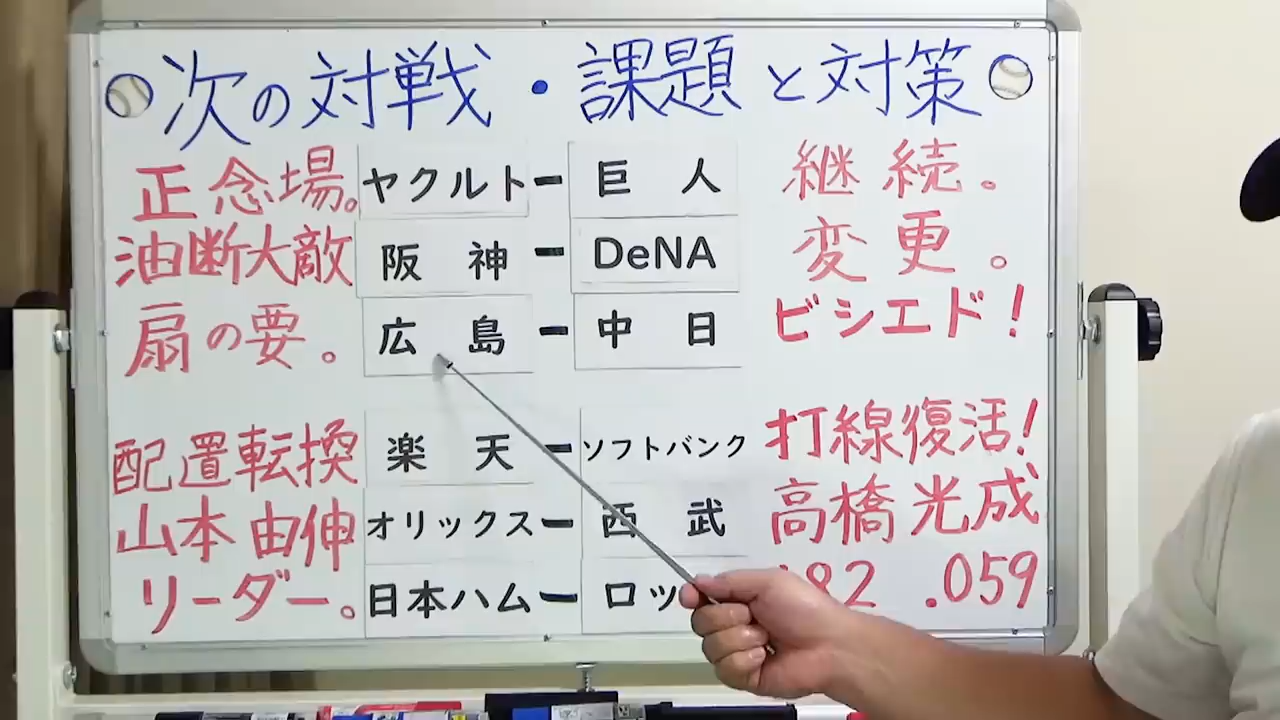 次の対戦・課題と対策
正念場。 ヤクルト ー 巨人 継続。
油断大敵 阪神 ー DeNA 変更。
扇の要。 広島 ー 中日 ビシエド！
配置転換 楽天 ー ソフトバンク 打線復活！
山本由伸 オリックス ー 西武 高橋光成
リーダー。 日本ハム ー ロッ 182 .059